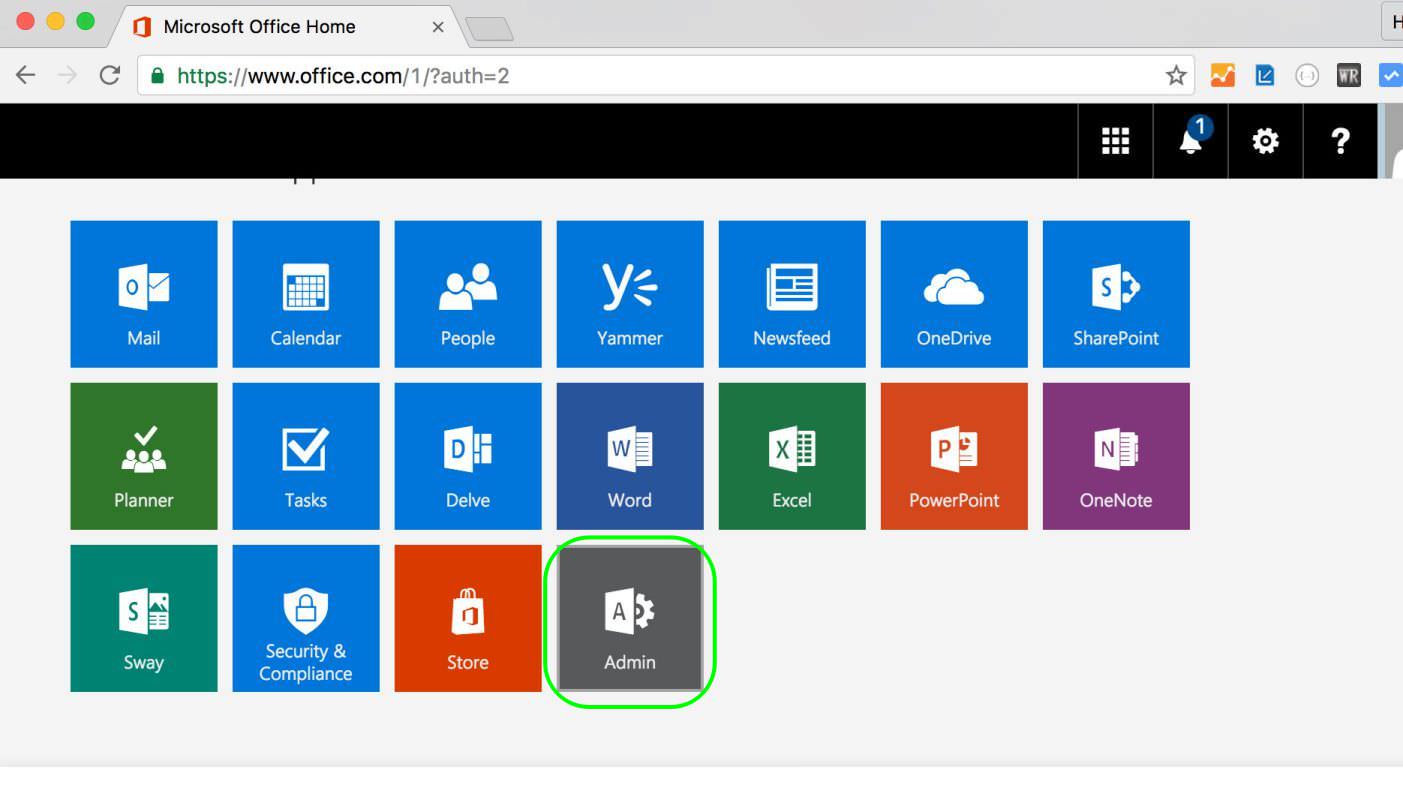 Microsoft Office Home
https://www.office.com/1/?auth=2
WR
1
?
Mail
Calendar
People
Yammer
Newsfeed
OneDrive
SharePoint
Planner
Tasks
Delve
Word
Excel
PowerPoint
OneNote
Sway
Security &
Compliance
Store
Admin